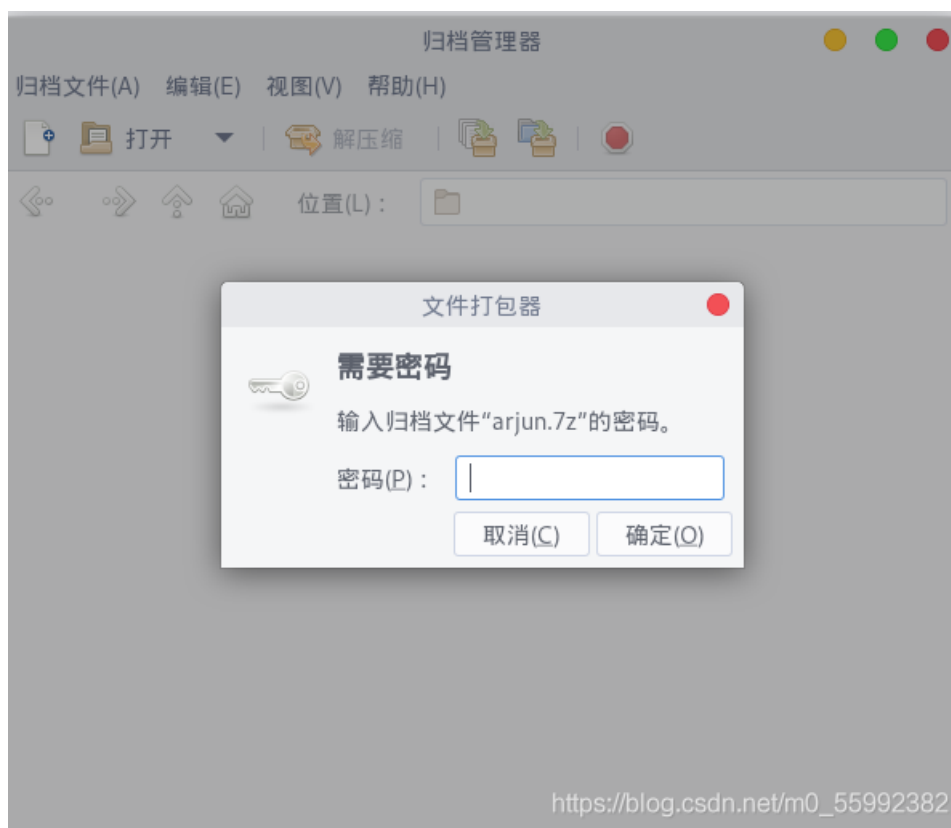 归档管理器
归档文件(A) 编辑(E) 视图(V) 帮助(H)
打开 解压缩
位置(L)：
文件打包器
需要密码
输入归档文件“arjun.7z”的密码。
密码(P)：
取消(C) 确定(O)
https://blog.csdn.net/m0_55992382